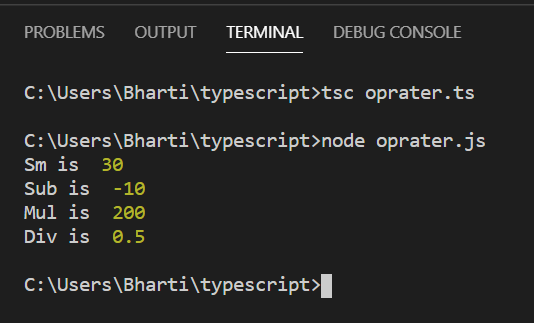 PROBLEMS OUTPUT TERMINAL DEBUG CONSOLE
C:\Users\Bharti\typescript>tsc oprater.ts
C:\Users\Bharti\typescript>node oprater.js
Sm is  30
Sub is  -10
Mul is  200
Div is  0.5
C:\Users\Bharti\typescript>